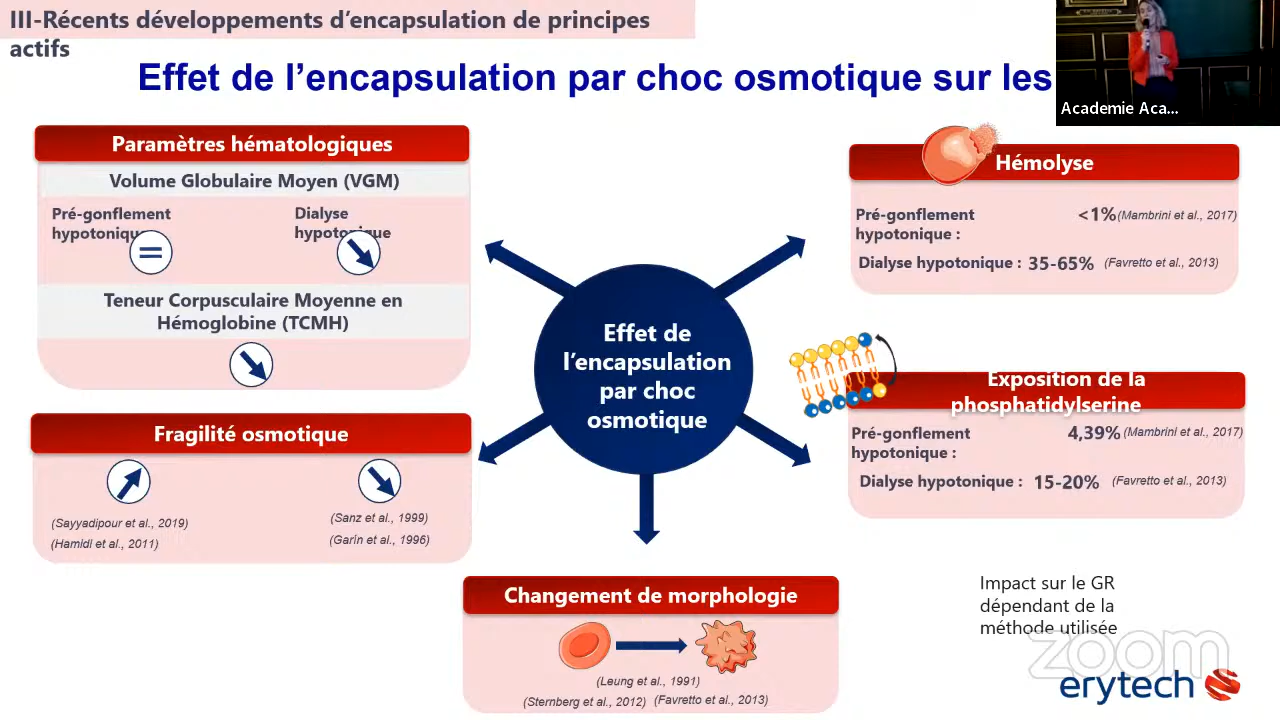 III-Récents développements d’encapsulation de principes
actifs
Effet de l’encapsulation par choc osmotique sur les
Academie Aca...
Paramètres hématologiques
Volume Globulaire Moyen (VGM)
Pré-gonflement
hypotonique
Dialyse
hypotonique
=
Teneur Corpusculaire Moyenne en
Hémoglobine (TCMH)
Fragilité osmotique
(Sayyadipour et al., 2019)
(Hamidi et al., 2011)
(Sanz et al., 1999)
(Garín et al., 1996)
Effet de
l’encapsulation
par choc
osmotique
Changement de morphologie
(Leung et al., 1991)
(Sternberg et al., 2012) (Favretto et al., 2013)
Hémolyse
Pré-gonflement
hypotonique :
<1% (Mambrini et al., 2017)
Dialyse hypotonique : 35-65% (Favretto et al., 2013)
Exposition de la
phosphatidylserine
Pré-gonflement
hypotonique :
4,39% (Mambrini et al., 2017)
Dialyse hypotonique : 15-20% (Favretto et al., 2013)
Impact sur le GR
dépendant de la
méthode utilisée
zoom
erytech